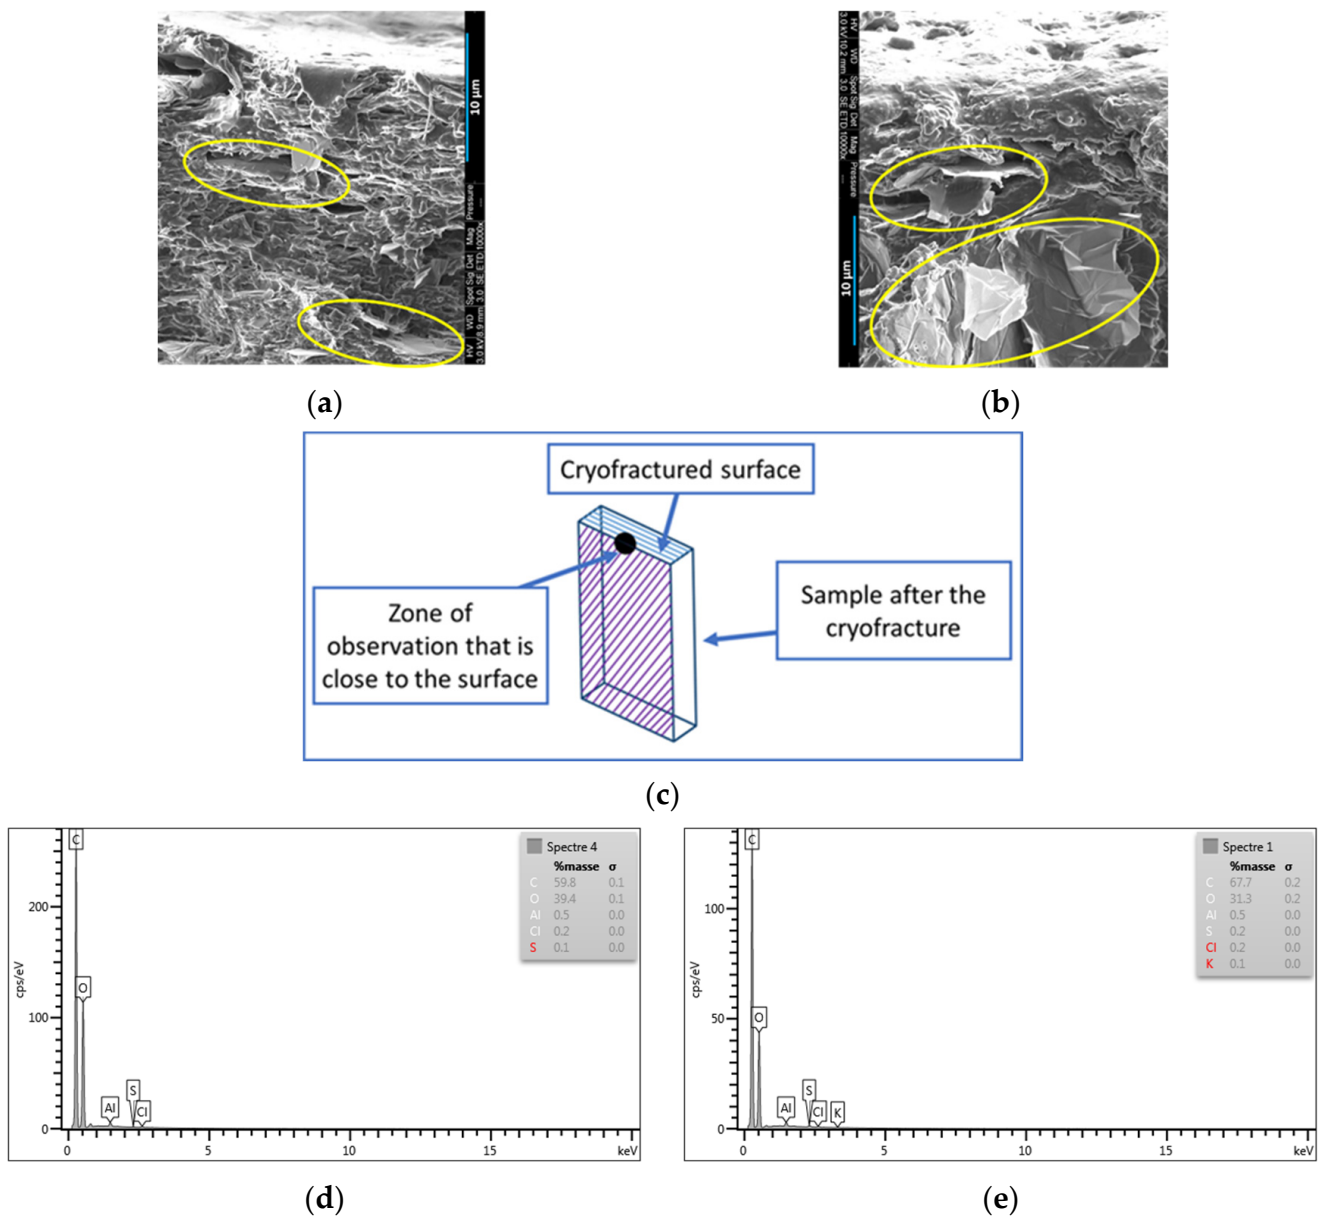 10 µm
HV WD Spot Sig Det Mag Pressure
3.0 kV 8.9 mm 3.0 SE ETD 10000x ---
HV WD Spot Sig Det Mag Pressure
3.0 kV 10.2 mm 3.0 SE ETD 10000x ---
10 µm
(a)
(b)
Cryofractured surface
Zone of
observation that is
close to the surface
Sample after the
cryofracture
(c)
C
O
Al
S
Cl
200
100
0
cps/eV
0 5 10 15 keV
Spectre 4
%masse σ
C 59.8 0.1
O 39.4 0.1
Al 0.5 0.0
Cl 0.2 0.0
S 0.1 0.0
C
O
Al
S
Cl
K
100
50
0
cps/eV
0 5 10 15 keV
Spectre 1
%masse σ
C 67.7 0.2
O 31.3 0.2
Al 0.5 0.0
S 0.2 0.0
Cl 0.2 0.0
K 0.1 0.0
(d)
(e)